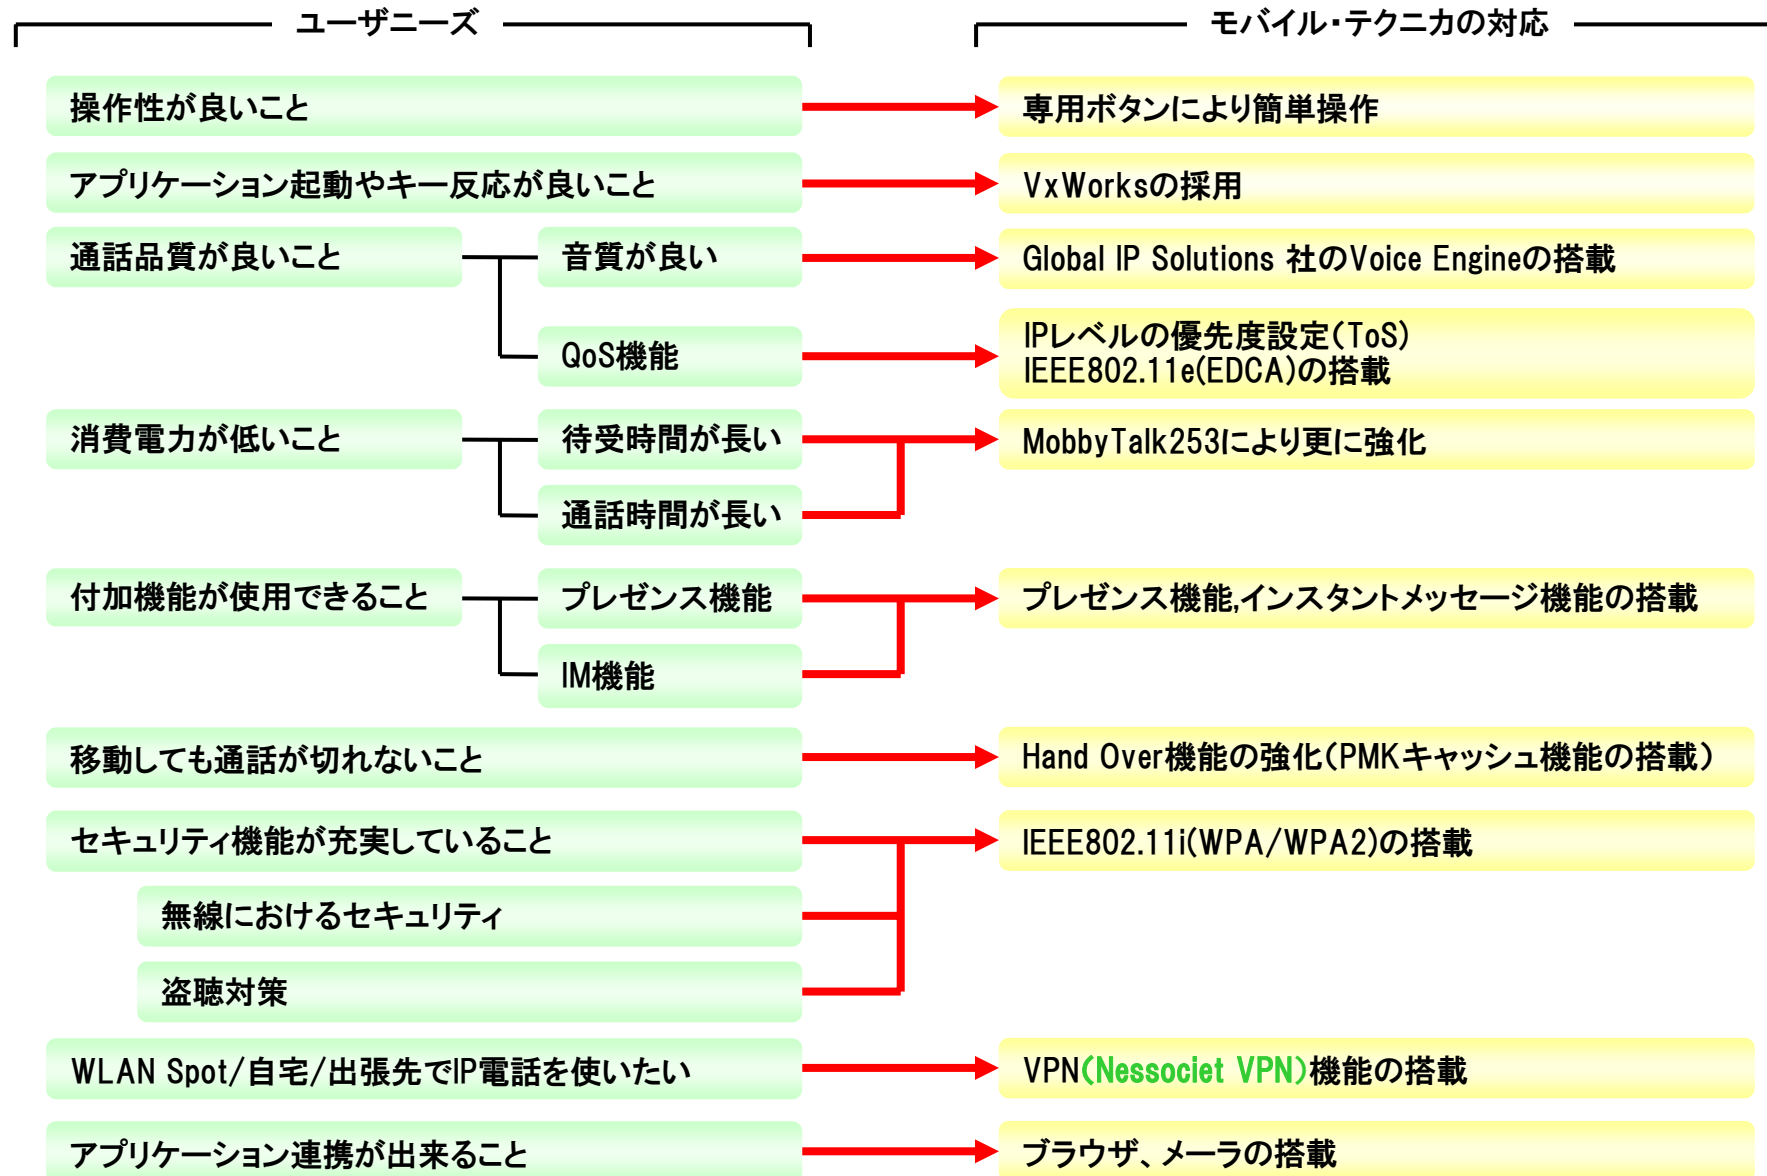 ユーザニーズ
モバイル・テクニカの対応
操作性が良いこと
専用ボタンにより簡単操作
アプリケーション起動やキー反応が良いこと
VxWorksの採用
通話品質が良いこと
音質が良い
Global IP Solutions 社のVoice Engineの搭載
QoS機能
IPレベルの優先度設定(ToS)
IEEE802.11e(EDCA)の搭載
消費電力が低いこと
待受時間が長い
MobbyTalk253により更に強化
通話時間が長い
付加機能が使用できること
プレゼンス機能
プレゼンス機能,インスタントメッセージ機能の搭載
IM機能
移動しても通話が切れないこと
Hand Over機能の強化(PMKキャッシュ機能の搭載)
セキュリティ機能が充実していること
IEEE802.11i(WPA/WPA2)の搭載
無線におけるセキュリティ
盗聴対策
WLAN Spot/自宅/出張先でIP電話を使いたい
VPN(Nessociet VPN)機能の搭載
アプリケーション連携が出来ること
ブラウザ、メーラの搭載